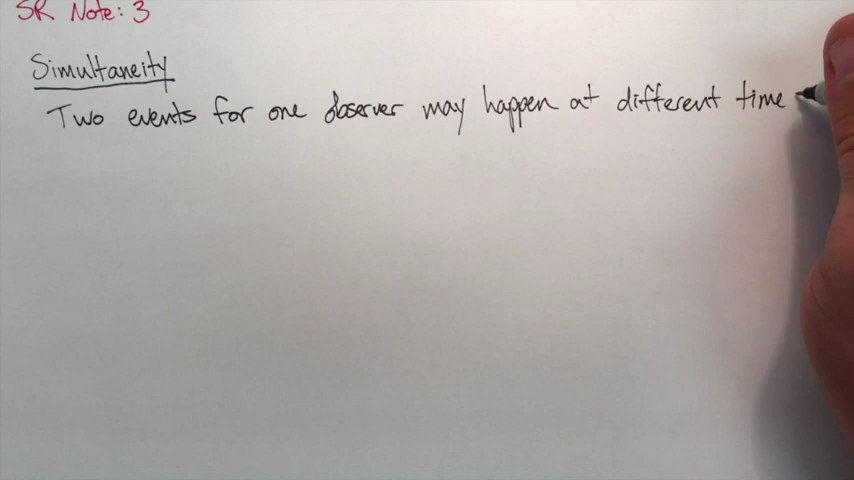 SR Note: 3
Simultaneity
Two events for one observer may happen at different time